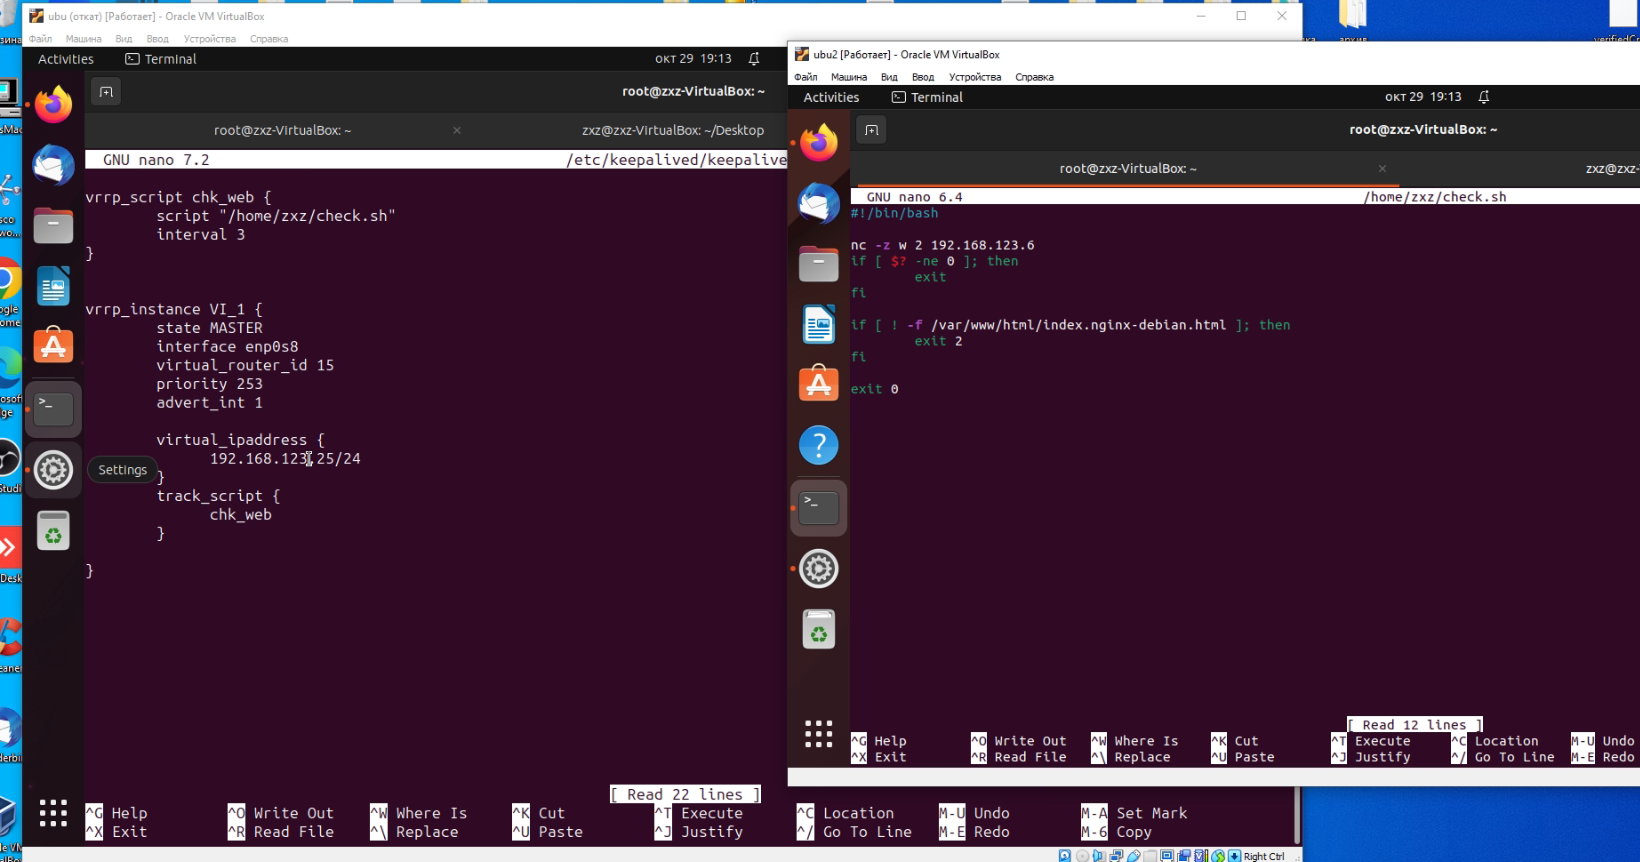 ubu (откат) [Работает] - Oracle VM VirtualBox
Файл Машина Вид Ввод Устройства Справка
Activities Terminal окт 29 19:13
root@zxz-VirtualBox: ~
root@zxz-VirtualBox: ~ × zxz@zxz-VirtualBox: ~/Desktop
GNU nano 7.2 /etc/keepalived/keepalive
vrrp_script chk_web {
script "/home/zxz/check.sh"
interval 3
}
vrrp_instance VI_1 {
state MASTER
interface enp0s8
virtual_router_id 15
priority 253
advert_int 1
virtual_ipaddress {
192.168.123.25/24
}
track_script {
chk_web
}
}
Settings
[ Read 22 lines ]
^G Help ^O Write Out ^W Where Is ^K Cut ^T Execute ^C Location M-U Undo M-A Set Mark
^X Exit ^R Read File ^\ Replace ^U Paste ^J Justify ^/ Go To Line M-E Redo M-6 Copy
Right Ctrl
ubu2 [Работает] - Oracle VM VirtualBox
Файл Машина Вид Ввод Устройства Справка
Activities Terminal окт 29 19:13
root@zxz-VirtualBox: ~
root@zxz-VirtualBox: ~ × zxz@zxz-
GNU nano 6.4 /home/zxz/check.sh
#!/bin/bash
nc -z w 2 192.168.123.6
if [ $? -ne 0 ]; then
exit
fi
if [ ! -f /var/www/html/index.nginx-debian.html ]; then
exit 2
fi
exit 0
[ Read 12 lines ]
^G Help ^O Write Out ^W Where Is ^K Cut ^T Execute ^C Location M-U Undo
^X Exit ^R Read File ^\ Replace ^U Paste ^J Justify ^/ Go To Line M-E Redo